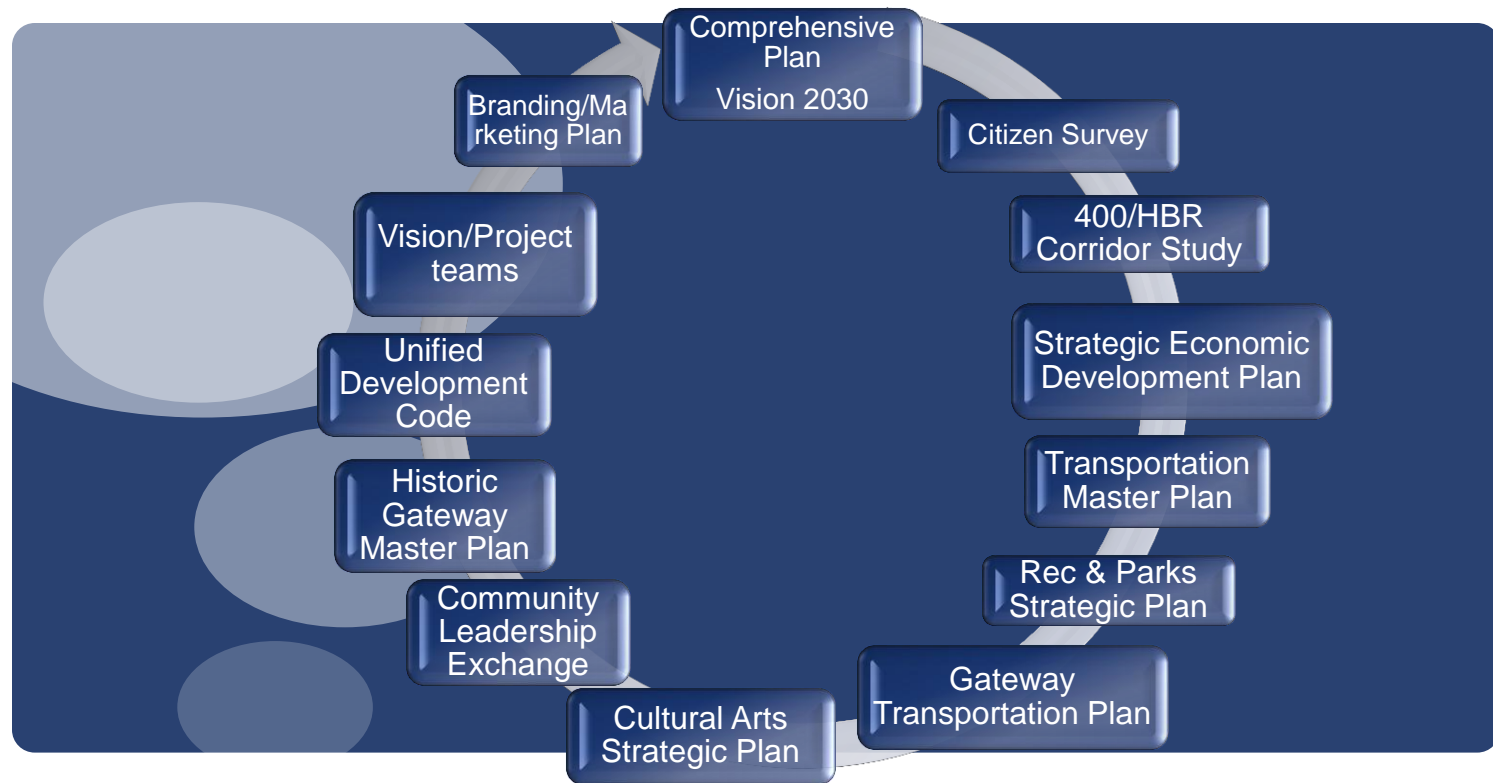 Comprehensive
Plan
Vision 2030
Citizen Survey
400/HBR
Corridor Study
Strategic Economic
Development Plan
Transportation
Master Plan
Rec & Parks
Strategic Plan
Gateway
Transportation Plan
Cultural Arts
Strategic Plan
Community
Leadership
Exchange
Historic
Gateway
Master Plan
Unified
Development
Code
Vision/Project
teams
Branding/Ma
rketing Plan